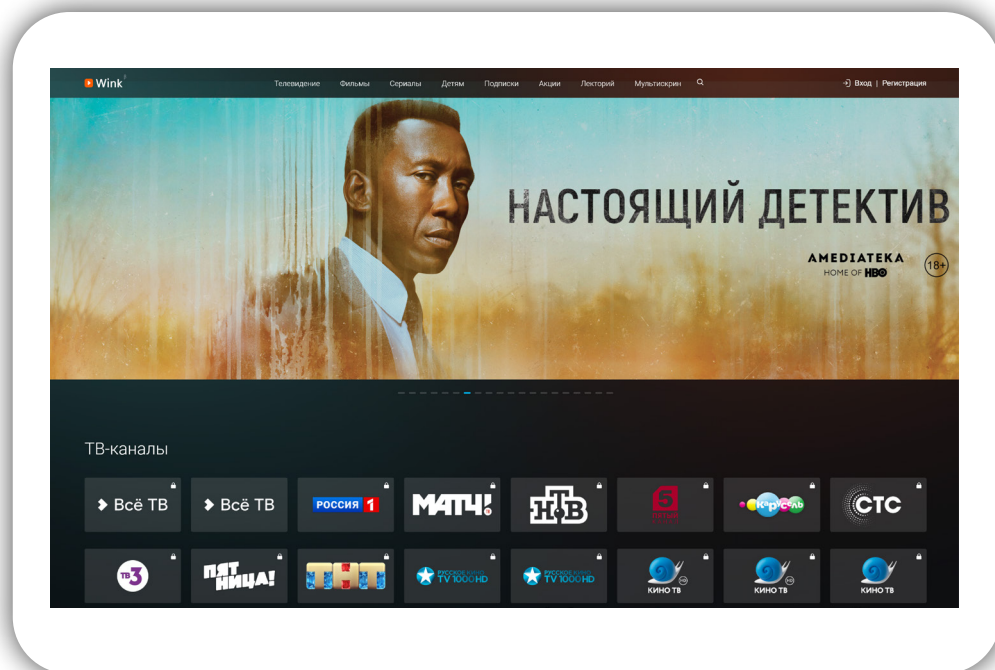 Wink
Телевидение Фильмы Сериалы Детям Подписки Акции Лекторий Мультискрин
Вход | Регистрация
НАСТОЯЩИЙ ДЕТЕКТИВ
AMEDIATEKA
HOME OF HBO
18+
ТВ-каналы
Всё ТВ
Всё ТВ
РОССИЯ 1
МАТЧ!
НТВ
5
Карусель
СТС
ТВ3
ПЯТНИЦА!
ТНТ
РУССКОЕ КИНО
TV 1000 HD
РУССКОЕ КИНО
TV 1000 HD
HD
КИНО ТВ
HD
КИНО ТВ
КИНО ТВ